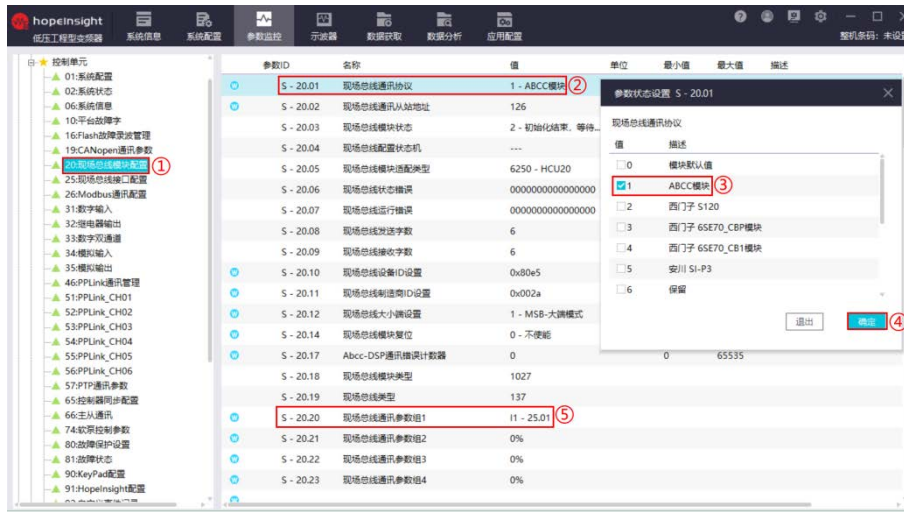 hopeInsight
低压工程型变频器
系统信息
系统配置
参数监控
示波器
数据获取
数据分析
应用配置
整机条码：未设
控制单元
01:系统配置
02:系统状态
06:系统信息
10:平台故障字
16:Flash故障录波管理
19:CANopen通讯参数
20:现场总线模块配置 ①
25:现场总线接口配置
26:Modbus通讯配置
31:数字输入
32:继电器输出
33:数字双通道
34:模拟输入
35:模拟输出
46:PPLink通讯管理
51:PPLink_CH01
52:PPLink_CH02
53:PPLink_CH03
54:PPLink_CH04
55:PPLink_CH05
56:PPLink_CH06
57:PTP通讯参数
65:控制器同步配置
66:主从通讯
74:软泵控制参数
80:故障保护设置
81:故障状态
90:KeyPad配置
91:HopeInsight配置
参数ID 名称 值 单位 最小值 最大值 描述
S - 20.01 现场总线通讯协议 1 - ABCC模块 ②
S - 20.02 现场总线通讯从站地址 126
S - 20.03 现场总线模块状态 2 - 初始化结束，等待...
S - 20.04 现场总线配置状态机 ---
S - 20.05 现场总线模块适配类型 6250 - HCU20
S - 20.06 现场总线状态错误 0000000000000000
S - 20.07 现场总线运行错误 0000000000000000
S - 20.08 现场总线发送字数 6
S - 20.09 现场总线接收字数 6
S - 20.10 现场总线设备ID设置 0x80e5
S - 20.11 现场总线制造商ID设置 0x002a
S - 20.12 现场总线大小端设置 1 - MSB-大端模式
S - 20.14 现场总线模块复位 0 - 不使能
S - 20.17 Abcc-DSP通讯错误计数器 0 0 65535
S - 20.18 现场总线模块类型 1027
S - 20.19 现场总线类型 137
S - 20.20 现场总线通讯参数组1 I1 - 25.01 ⑤
S - 20.21 现场总线通讯参数组2 0%
S - 20.22 现场总线通讯参数组3 0%
S - 20.23 现场总线通讯参数组4 0%
参数状态设置 S - 20.01
现场总线通讯协议
值 描述
0 模块默认值
1 ABCC模块 ③
2 西门子 S120
3 西门子 6SE70_CBP模块
4 西门子 6SE70_CB1模块
5 安川 SI-P3
6 保留
退出 确定 ④